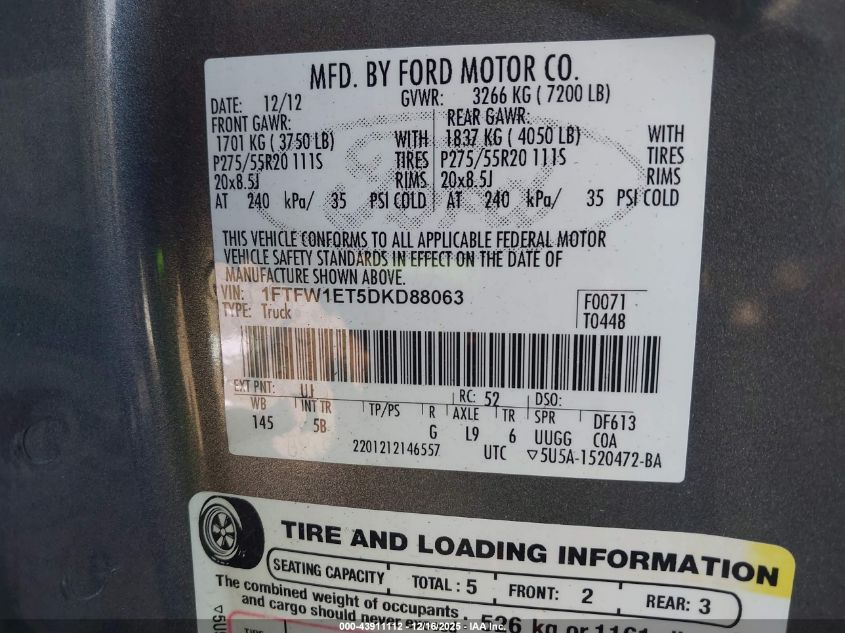 MFD. BY FORD MOTOR CO.
DATE: 12/12 GVWR: 3266 KG ( 7200 LB)
FRONT GAWR: REAR GAWR:
1701 KG ( 3750 LB) WITH 1837 KG ( 4050 LB) WITH
P275/55R20 111S TIRES P275/55R20 111S TIRES
20x8.5J RIMS 20x8.5J RIMS
AT 240 kPa/ 35 PSI COLD AT 240 kPa/ 35 PSI COLD
THIS VEHICLE CONFORMS TO ALL APPLICABLE FEDERAL MOTOR
VEHICLE SAFETY STANDARDS IN EFFECT ON THE DATE OF
MANUFACTURE SHOWN ABOVE.
VIN: 1FTFW1ET5DKD88063 F0071
TYPE: Truck T0448
EXT PNT: UJ RC: 52 DSO:
WB INT TR TP/PS R AXLE TR SPR DF613
145 5B G L9 6 UUGG COA
2201212146557 UTC ▽5U5A-1520472-BA
TIRE AND LOADING INFORMATION
SEATING CAPACITY TOTAL : 5 FRONT: 2 REAR: 3
The combined weight of occupants
and cargo should never : 526 kg or 1161
000-43911112 - 12/16/2025 - IAA, Inc.